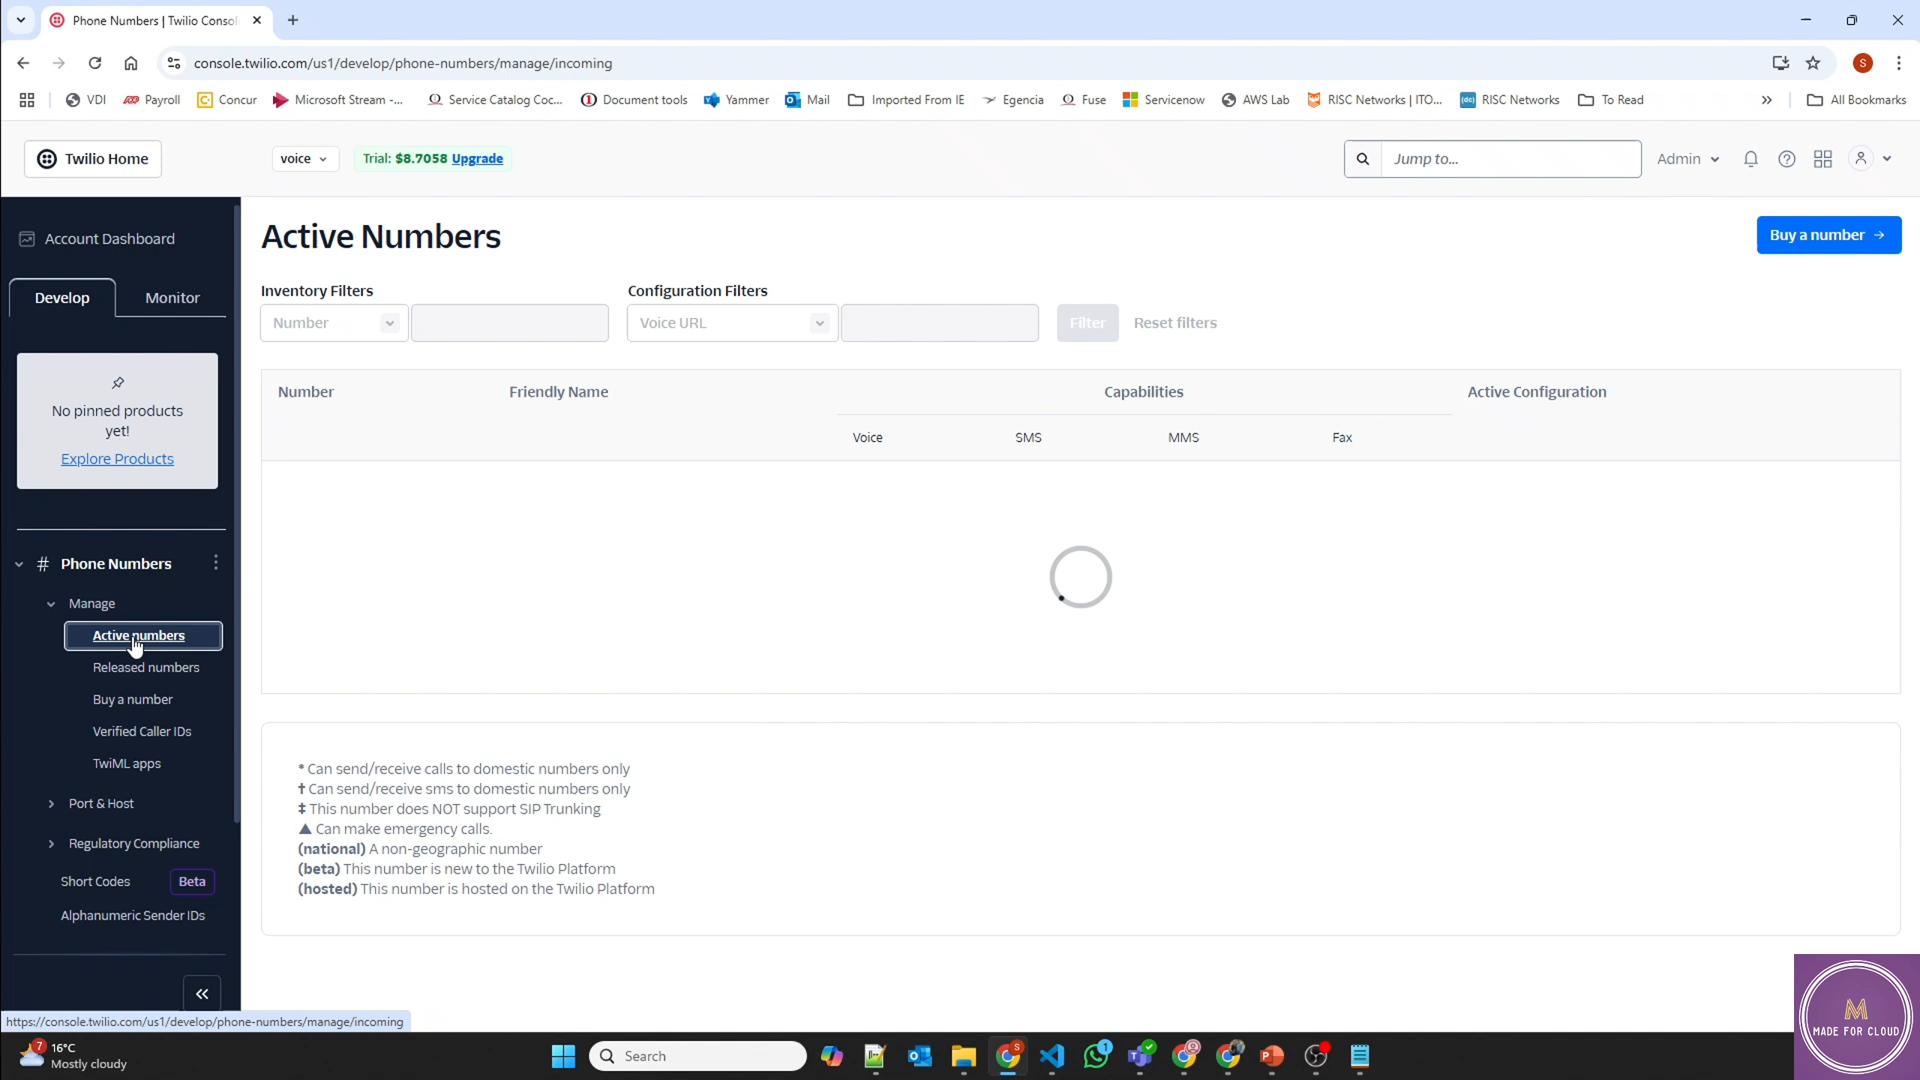 Phone Numbers | Twilio Consol
console.twilio.com/us1/develop/phone-numbers/manage/incoming
S
VDI
Payroll
Concur
Microsoft Stream -...
Service Catalog Coc...
Document tools
Yammer
Mail
Imported From IE
Egencia
Fuse
Servicenow
AWS Lab
RISC Networks | ITO...
RISC Networks
To Read
All Bookmarks
Twilio Home
voice
Trial: $8.7058 Upgrade
Jump to...
Admin
Account Dashboard
Develop
Monitor
No pinned products
yet!
Explore Products
# Phone Numbers
Manage
Active numbers
Released numbers
Buy a number
Verified Caller IDs
TwiML apps
Port & Host
Regulatory Compliance
Short Codes
Beta
Alphanumeric Sender IDs
Active Numbers
Buy a number →
Inventory Filters
Configuration Filters
Number
Voice URL
Filter
Reset filters
Number
Friendly Name
Capabilities
Active Configuration
Voice
SMS
MMS
Fax
* Can send/receive calls to domestic numbers only
† Can send/receive sms to domestic numbers only
‡ This number does NOT support SIP Trunking
▲ Can make emergency calls.
(national) A non-geographic number
(beta) This number is new to the Twilio Platform
(hosted) This number is hosted on the Twilio Platform
https://console.twilio.com/us1/develop/phone-numbers/manage/incoming
M
MADE FOR CLOUD
7
16°C
Mostly cloudy
Search
S
1